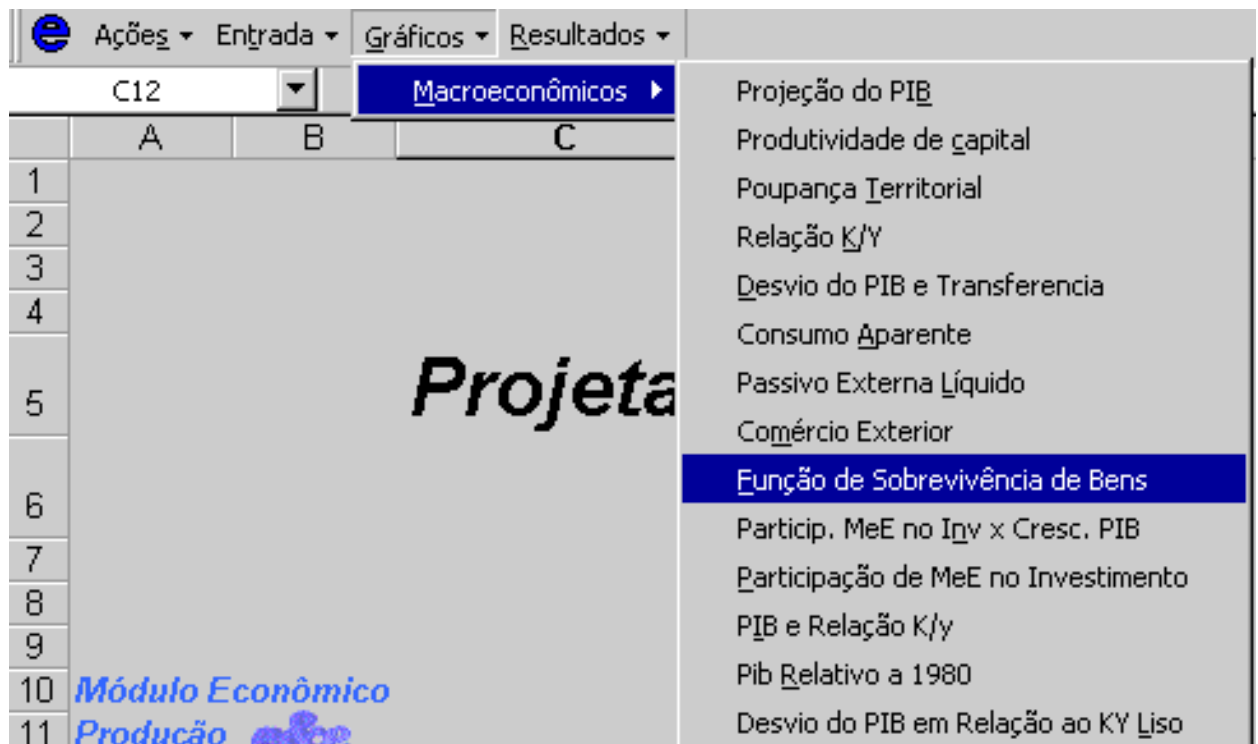 e Ações Entrada Gráficos Resultados
C12 Macroeconômicos Projeção do PIB
A B C
Produtividade de capital
1
Poupança Territorial
2
Relação K/Y
3
Desvio do PIB e Transferencia
4
Consumo Aparente
Projeta
Passivo Externa Líquido
5
Comércio Exterior
Função de Sobrevivência de Bens
6
Particip. MeE no Inv x Cresc. PIB
7
Participação de MeE no Investimento
8
PIB e Relação K/y
9
Pib Relativo a 1980
10 Módulo Econômico
Desvio do PIB em Relação ao KY Liso
11 Produção